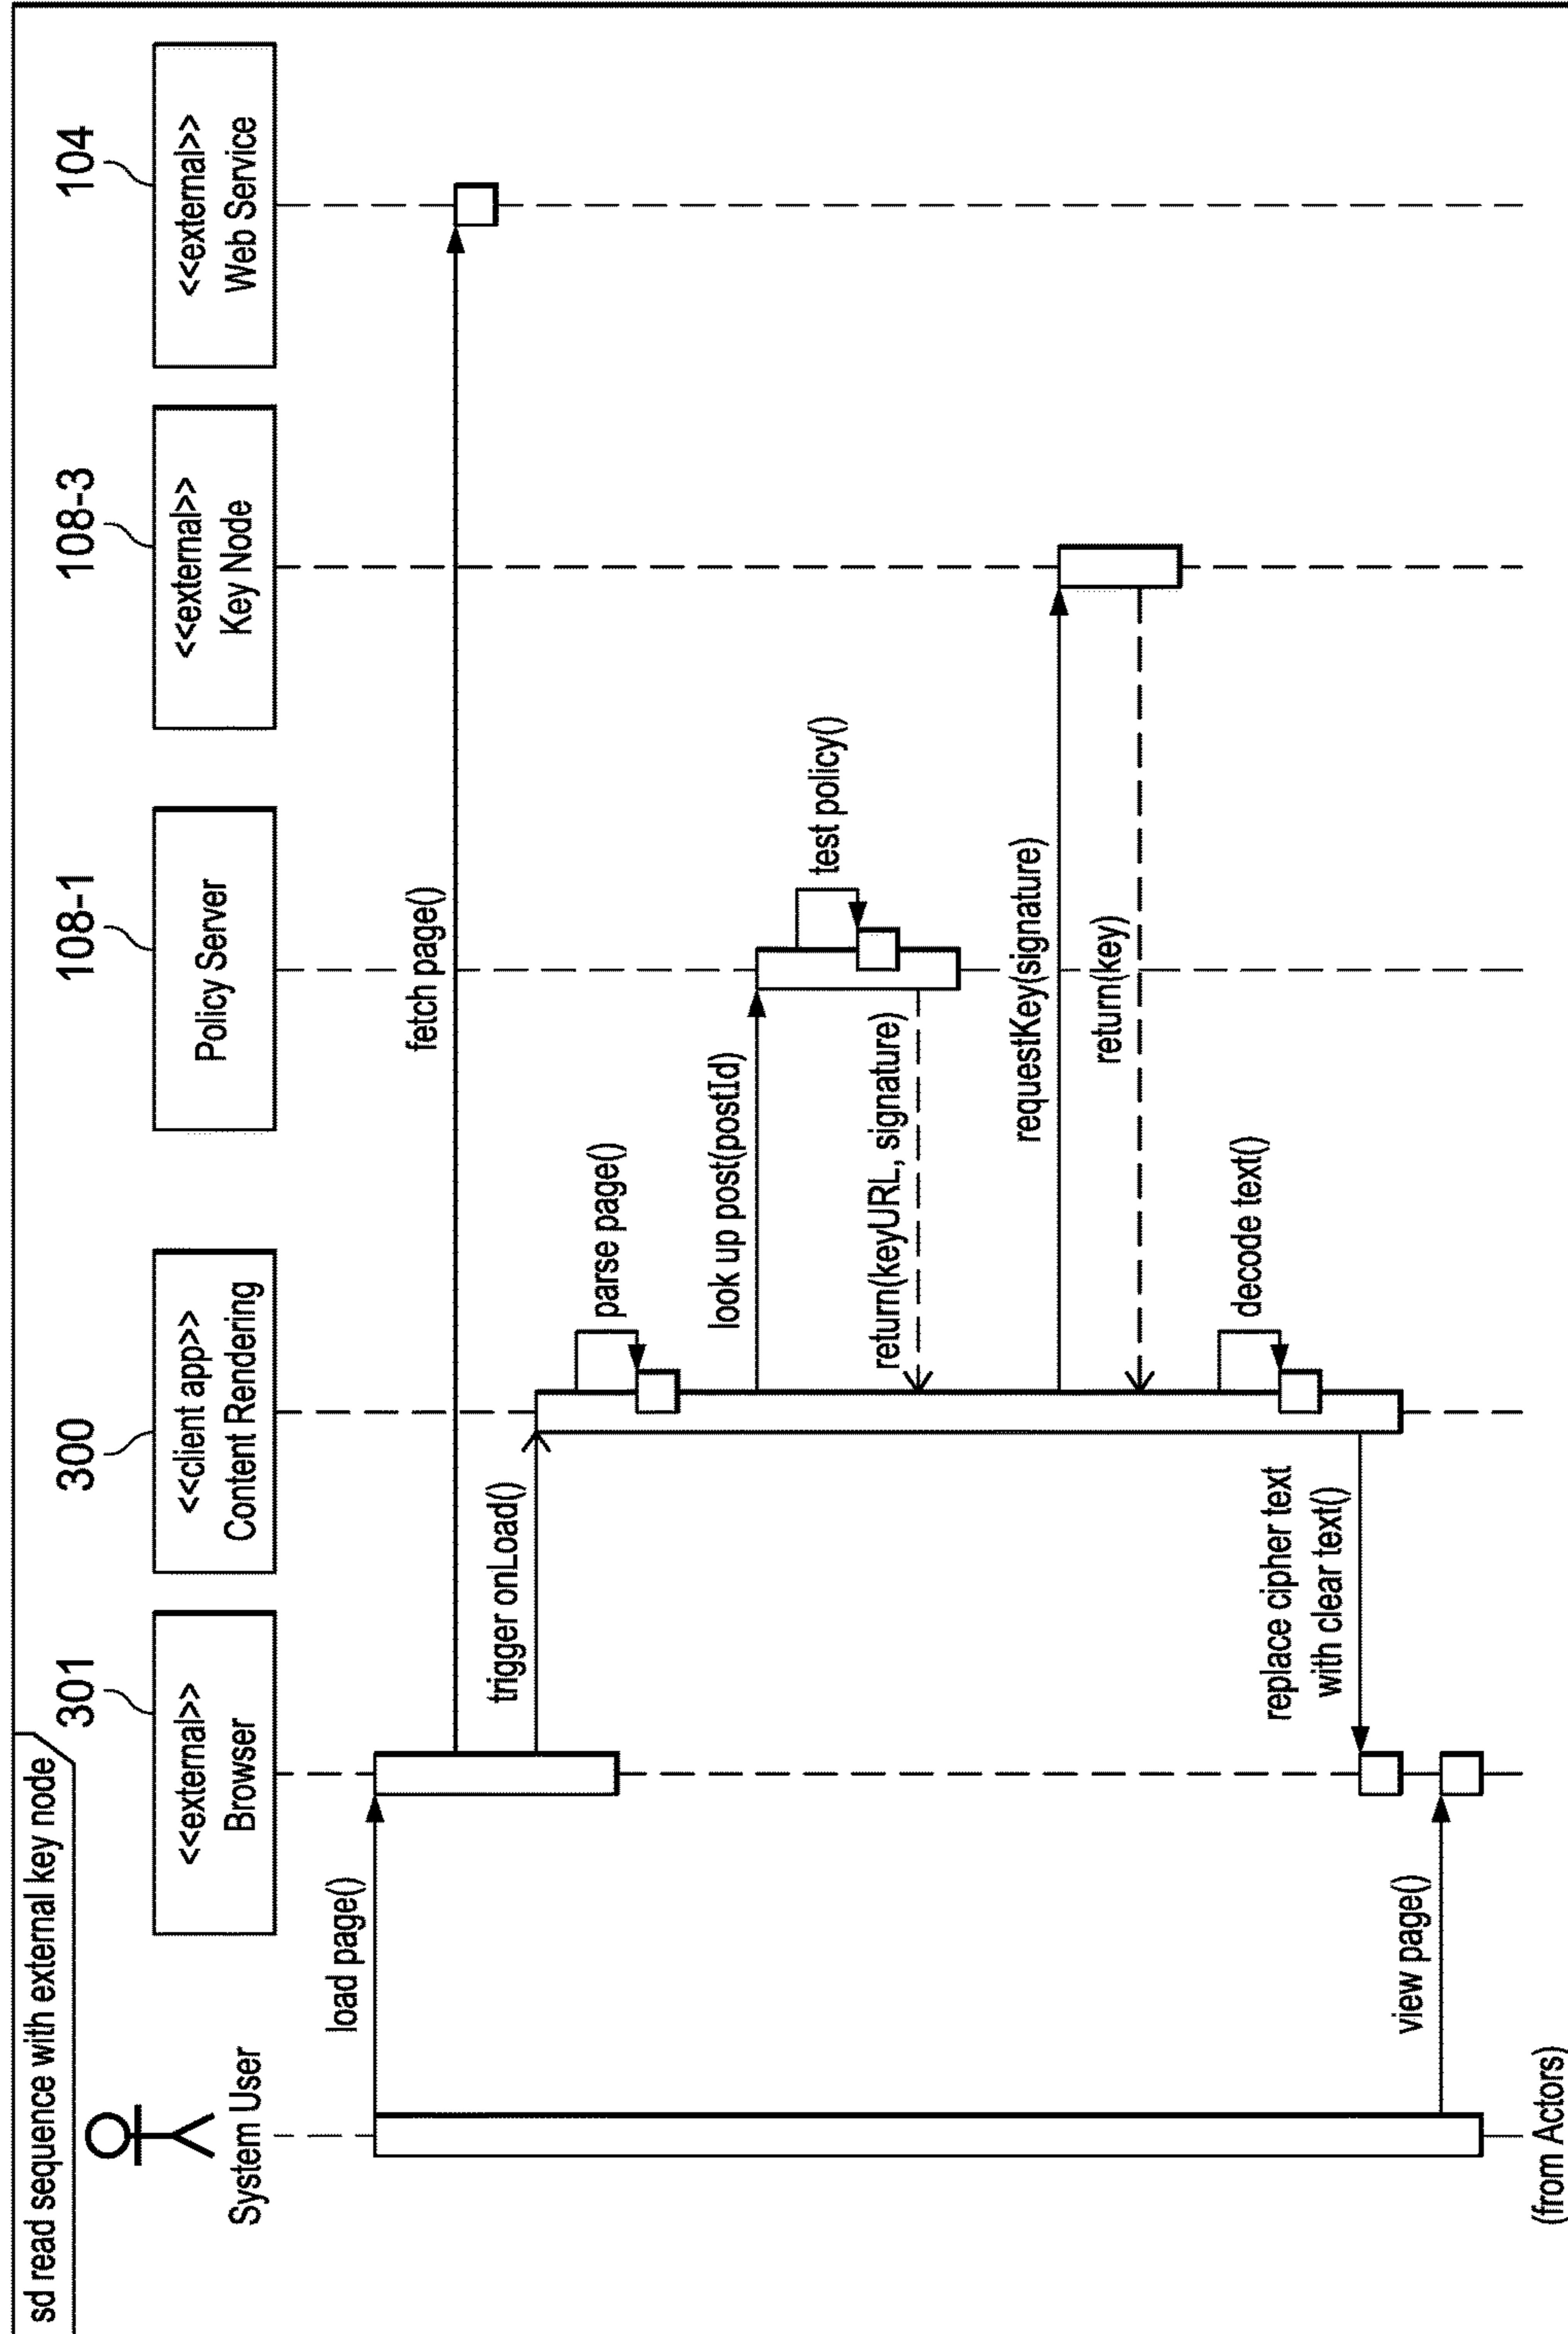 sd read sequence with external key node
System User
301
<<external>>
Browser
300
<<client app>>
Content Rendering
108-1
Policy Server
108-3
<<external>>
Key Node
104
<<external>>
Web Service
load page()
fetch page()
trigger onLoad()
parse page()
look up post(postId)
test policy()
return(keyURL, signature)
requestKey(signature)
return(key)
decode text()
replace cipher text
with clear text()
view page()
(from Actors)